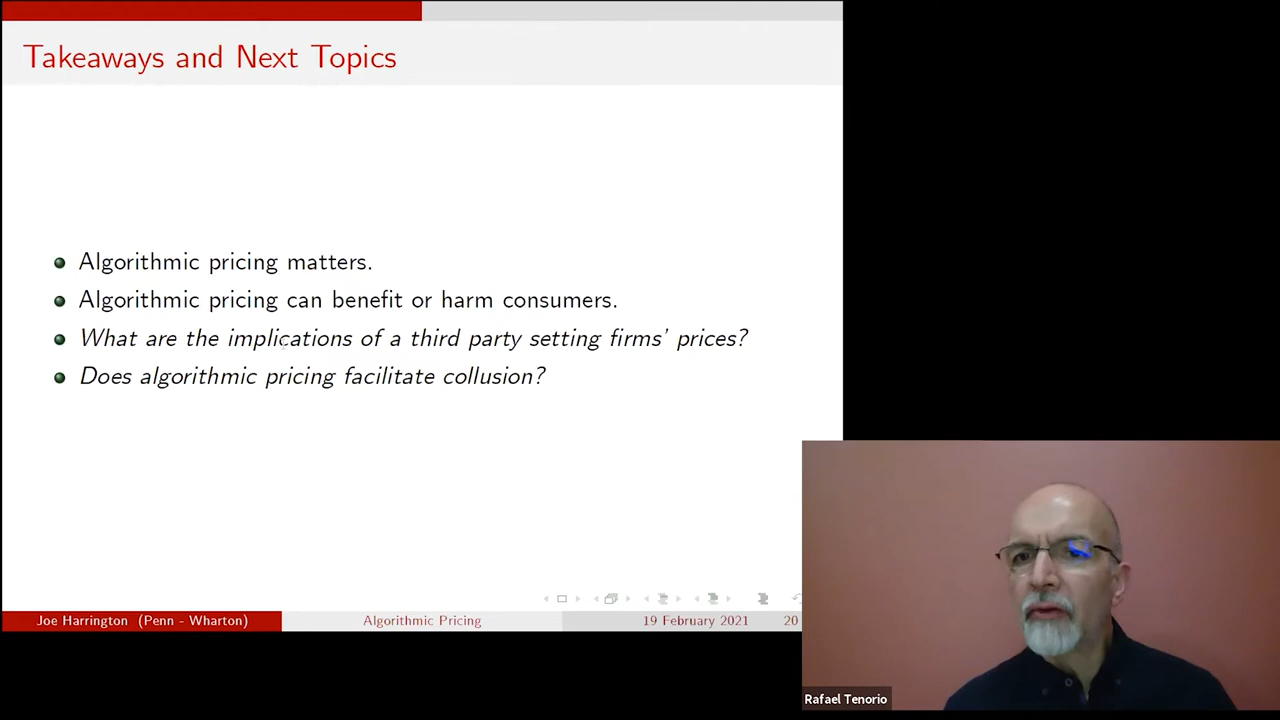 Takeaways and Next Topics
Algorithmic pricing matters.
Algorithmic pricing can benefit or harm consumers.
What are the implications of a third party setting firms' prices?
Does algorithmic pricing facilitate collusion?
Joe Harrington (Penn - Wharton) Algorithmic Pricing 19 February 2021 20
Rafael Tenorio